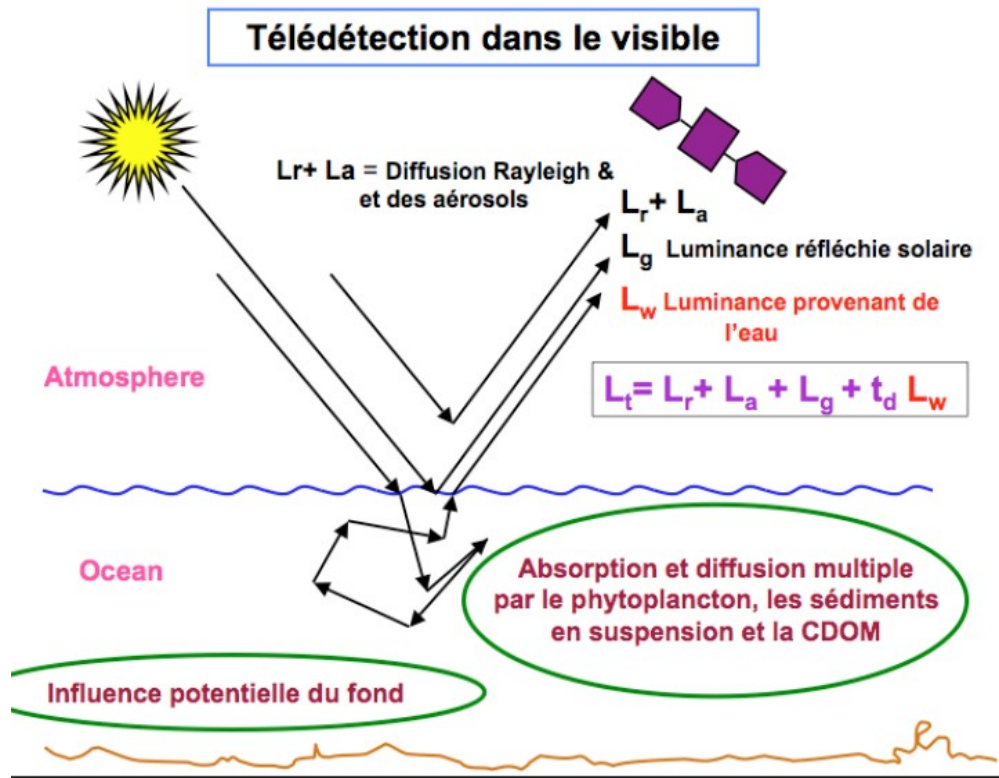 Télédétection dans le visible
Lr+ La = Diffusion Rayleigh &
et des aérosols
Lr+ La
Lg Luminance réfléchie solaire
Lw Luminance provenant de
l'eau
Atmosphere
Lt= Lr+ La + Lg + td Lw
Ocean
Absorption et diffusion multiple
par le phytoplancton, les sédiments
en suspension et la CDOM
Influence potentielle du fond